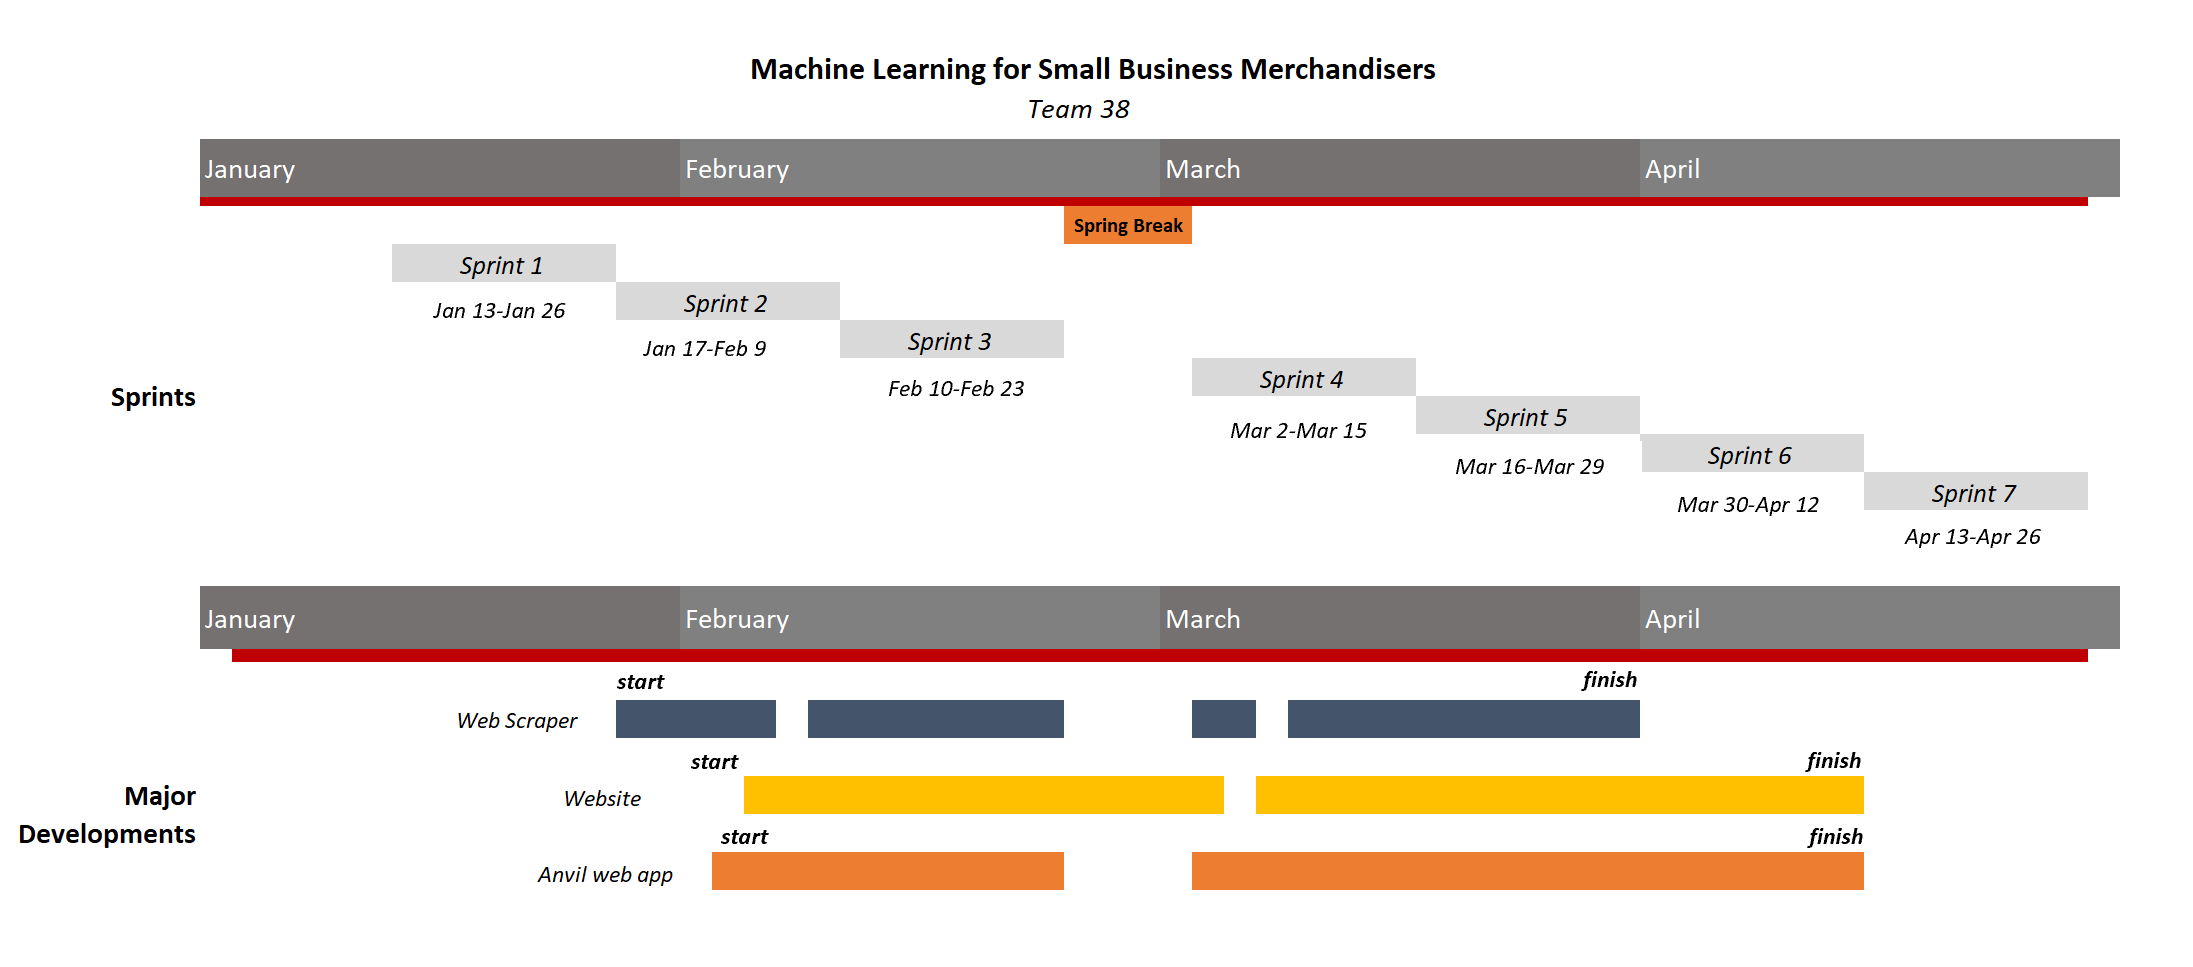 Machine Learning for Small Business Merchandisers
Team 38
January February March April
Spring Break
Sprint 1
Jan 13-Jan 26
Sprint 2
Jan 17-Feb 9
Sprint 3
Feb 10-Feb 23
Sprints
Sprint 4
Mar 2-Mar 15
Sprint 5
Mar 16-Mar 29
Sprint 6
Mar 30-Apr 12
Sprint 7
Apr 13-Apr 26
January February March April
start finish
Web Scraper
start finish
Major
Developments
Website
start finish
Anvil web app